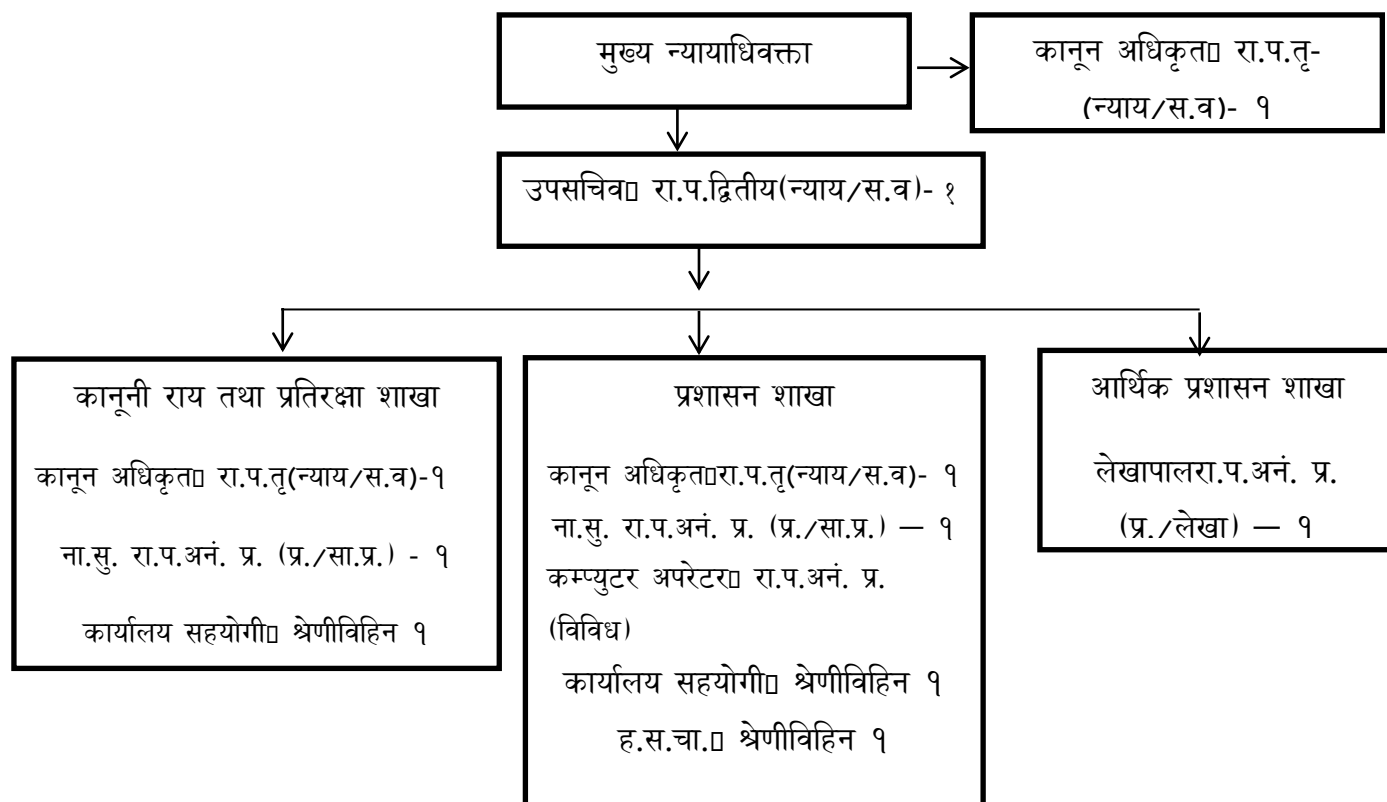 मुख्य न्यायाधिवक्ता
कानून अधिकृत▯ रा.प.तृ-
(न्याय/स.व)- १
उपसचिव▯ रा.प.द्वितीय(न्याय/स.व)- १
कानूनी राय तथा प्रतिरक्षा शाखा
कानून अधिकृत▯ रा.प.तृ(न्याय/स.व)-१
ना.सु. रा.प.अनं. प्र. (प्र./सा.प्र.) - १
कार्यालय सहयोगी▯ श्रेणीविहिन १
प्रशासन शाखा
कानून अधिकृत▯रा.प.तृ(न्याय/स.व)- १
ना.सु. रा.प.अनं. प्र. (प्र./सा.प्र.) — १
कम्प्युटर अपरेटर▯ रा.प.अनं. प्र.
(विविध)
कार्यालय सहयोगी▯ श्रेणीविहिन १
ह.स.चा.▯ श्रेणीविहिन १
आर्थिक प्रशासन शाखा
लेखापालरा.प.अनं. प्र.
(प्र./लेखा) — १